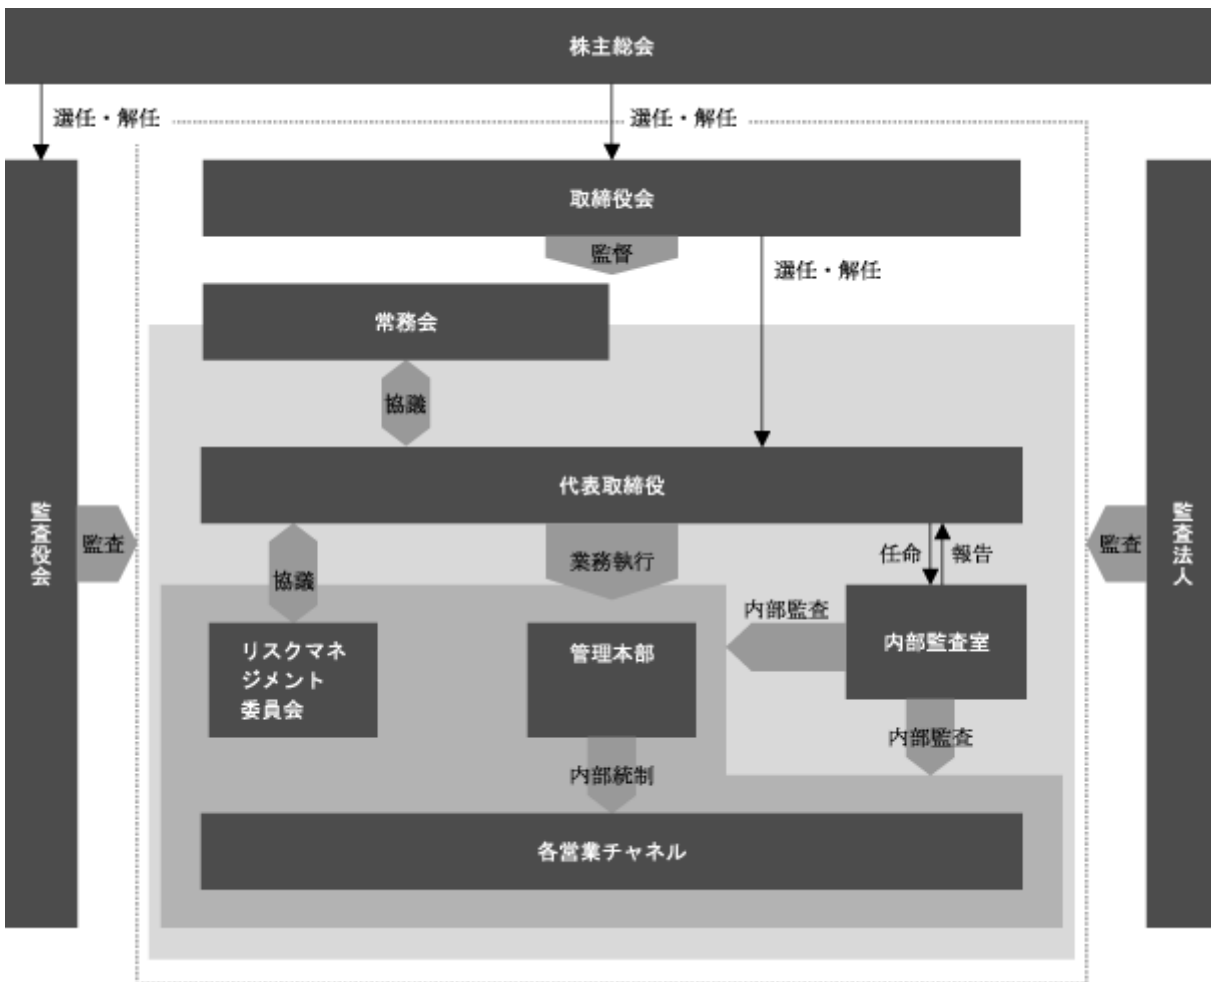 株主総会
選任・解任
選任・解任
取締役会
監督
選任・解任
常務会
協議
代表取締役
監査役会
監査
監査
監査法人
協議
業務執行
任命
報告
内部監査
内部監査室
リスクマネ
ジメント
委員会
管理本部
内部監査
内部統制
各営業チャネル